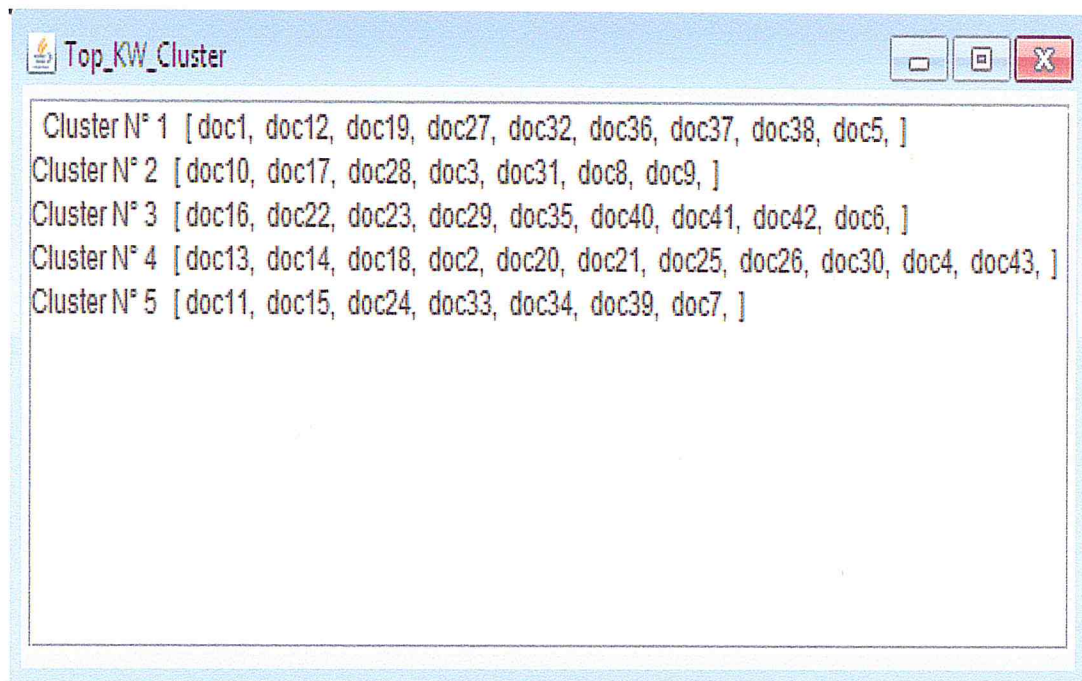 Top_KW_Cluster
Cluster N° 1 [ doc1, doc12, doc19, doc27, doc32, doc36, doc37, doc38, doc5, ]
Cluster N° 2 [ doc10, doc17, doc28, doc3, doc31, doc8, doc9, ]
Cluster N° 3 [ doc16, doc22, doc23, doc29, doc35, doc40, doc41, doc42, doc6, ]
Cluster N° 4 [ doc13, doc14, doc18, doc2, doc20, doc21, doc25, doc26, doc30, doc4, doc43, ]
Cluster N° 5 [ doc11, doc15, doc24, doc33, doc34, doc39, doc7, ]